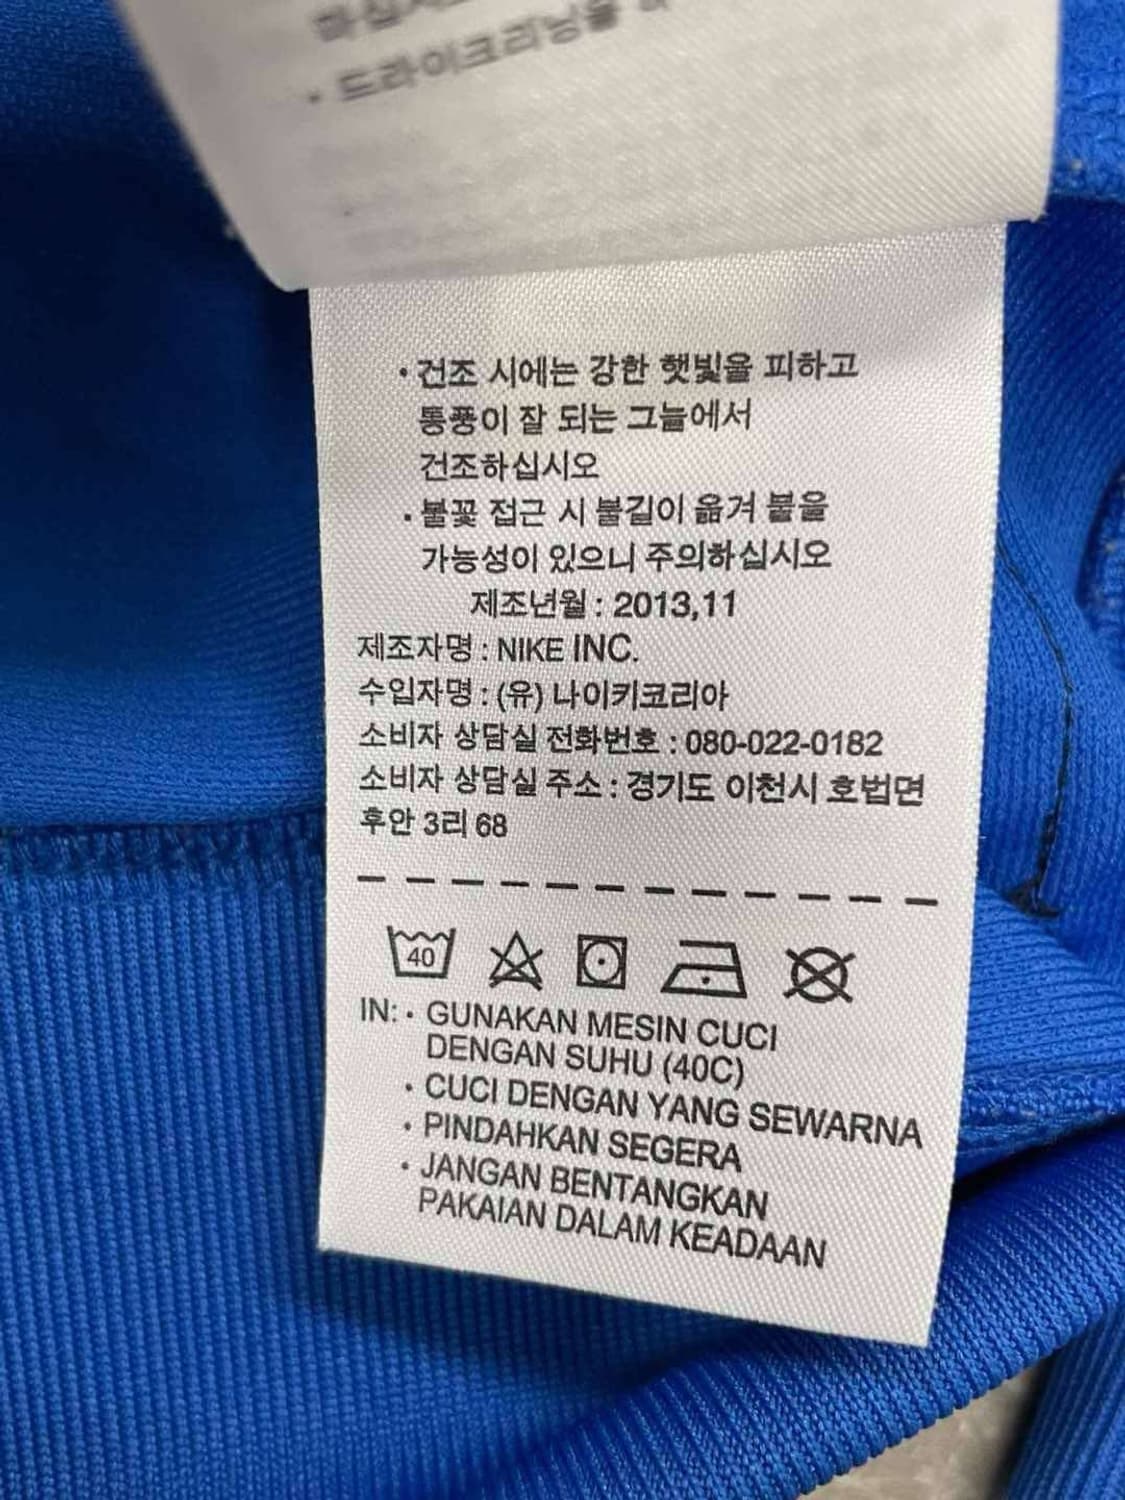 하십시오
· 드라이크리닝을
· 건조 시에는 강한 햇빛을 피하고
통풍이 잘 되는 그늘에서
건조하십시오
· 불꽃 접근 시 불길이 옮겨 붙을
가능성이 있으니 주의하십시오
제조년월 : 2013,11
제조자명 : NIKE INC.
수입자명 : (유) 나이키코리아
소비자 상담실 전화번호 : 080-022-0182
소비자 상담실 주소 : 경기도 이천시 호법면
후안 3리 68
40
IN: · GUNAKAN MESIN CUCI
DENGAN SUHU (40C)
· CUCI DENGAN YANG SEWARNA
· PINDAHKAN SEGERA
· JANGAN BENTANGKAN
PAKAIAN DALAM KEADAAN